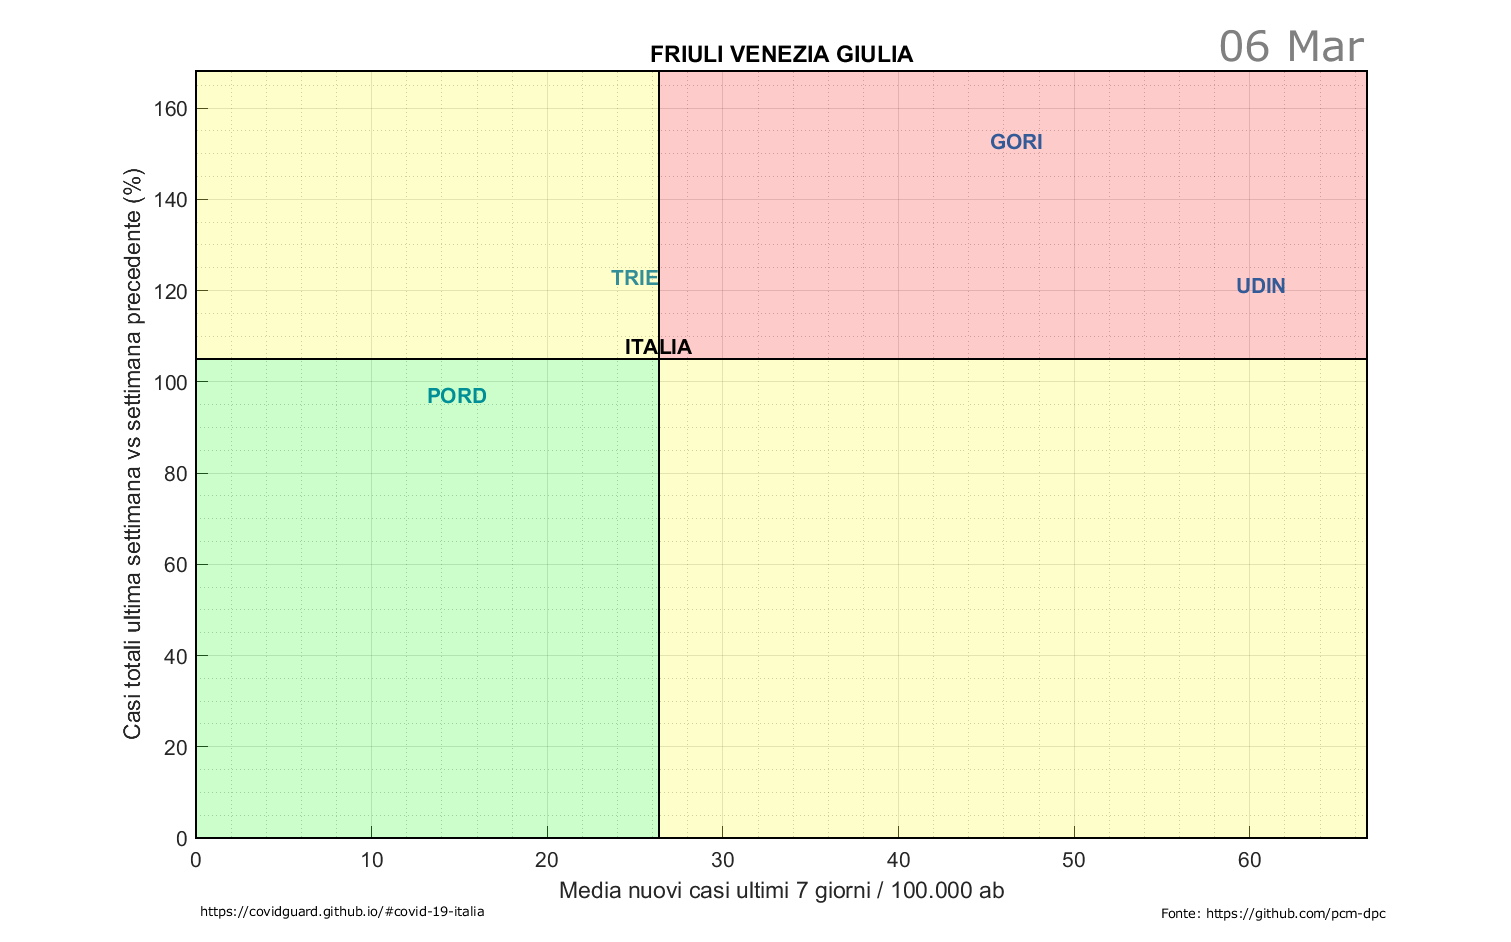 06 Mar
FRIULI VENEZIA GIULIA
Casi totali ultima settimana vs settimana precedente (%)
160
140
120
100
80
60
40
20
0
GORI
TRIE
UDIN
ITALIA
PORD
0 10 20 30 40 50 60
Media nuovi casi ultimi 7 giorni / 100.000 ab
https://covidguard.github.io/#covid-19-italia
Fonte: https://github.com/pcm-dpc